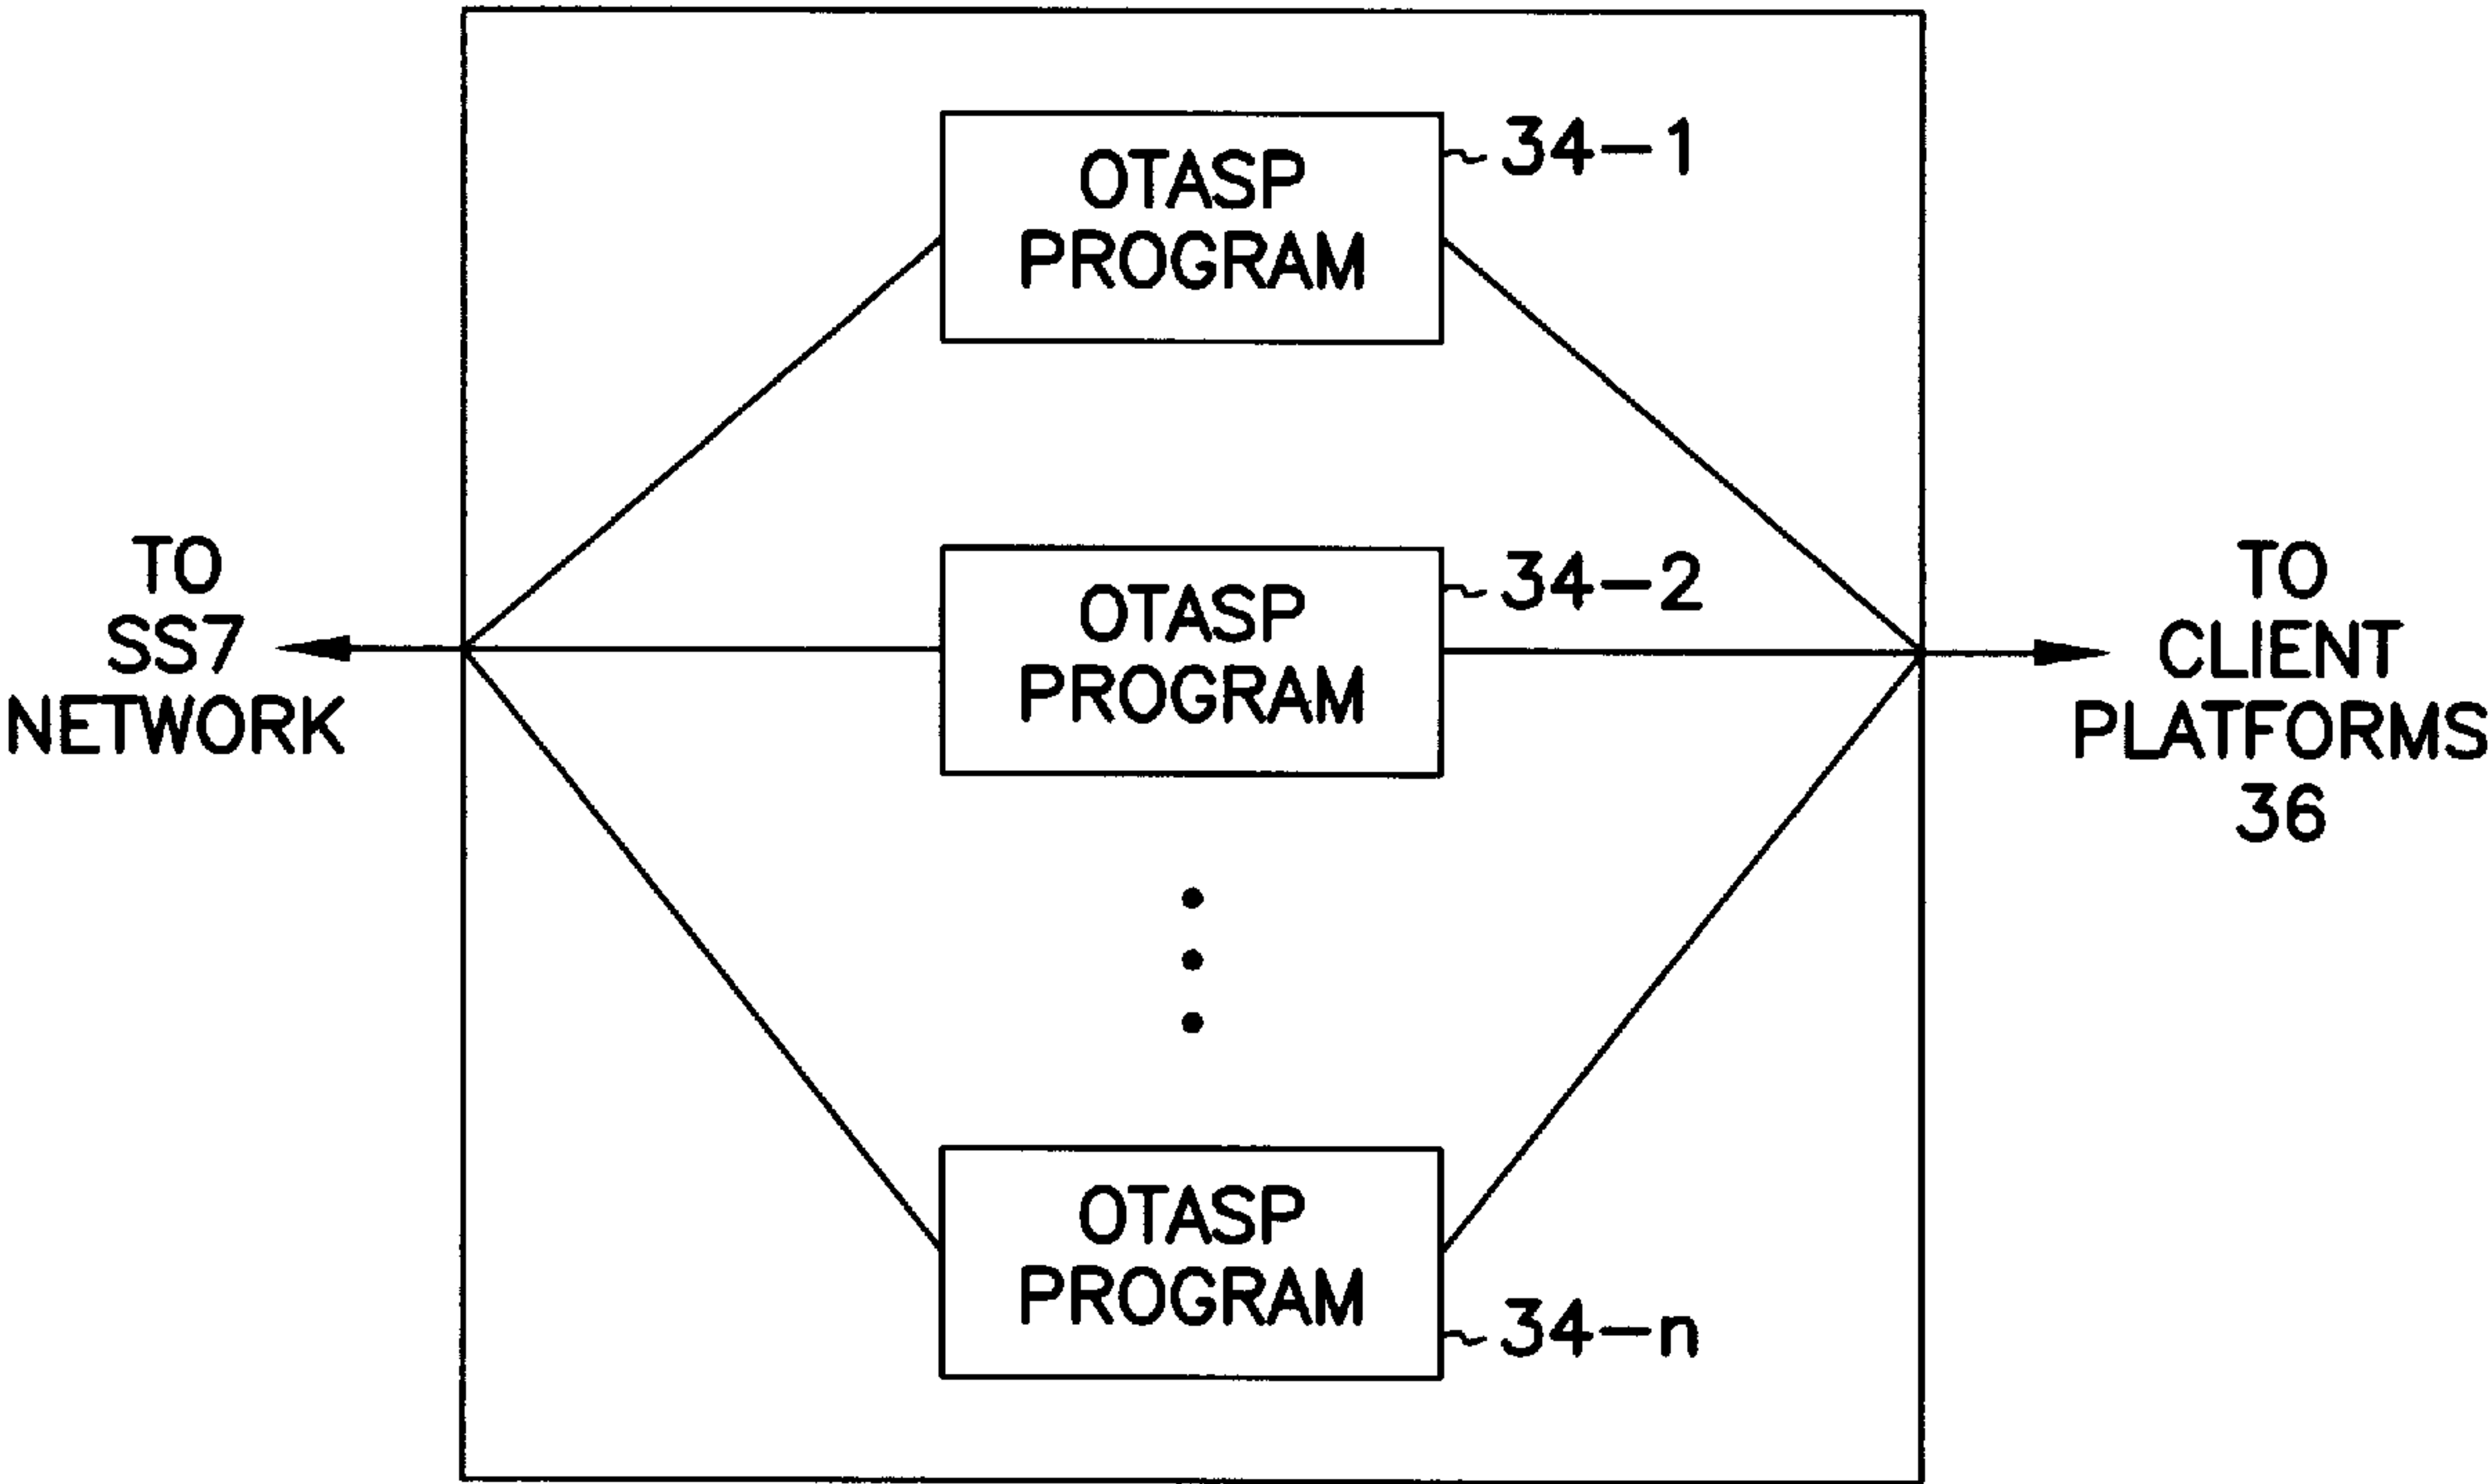 OTASP
PROGRAM
34-1
TO
SS7
NETWORK
OTASP
PROGRAM
34-2
TO
CLIENT
PLATFORMS
36
OTASP
PROGRAM
34-n